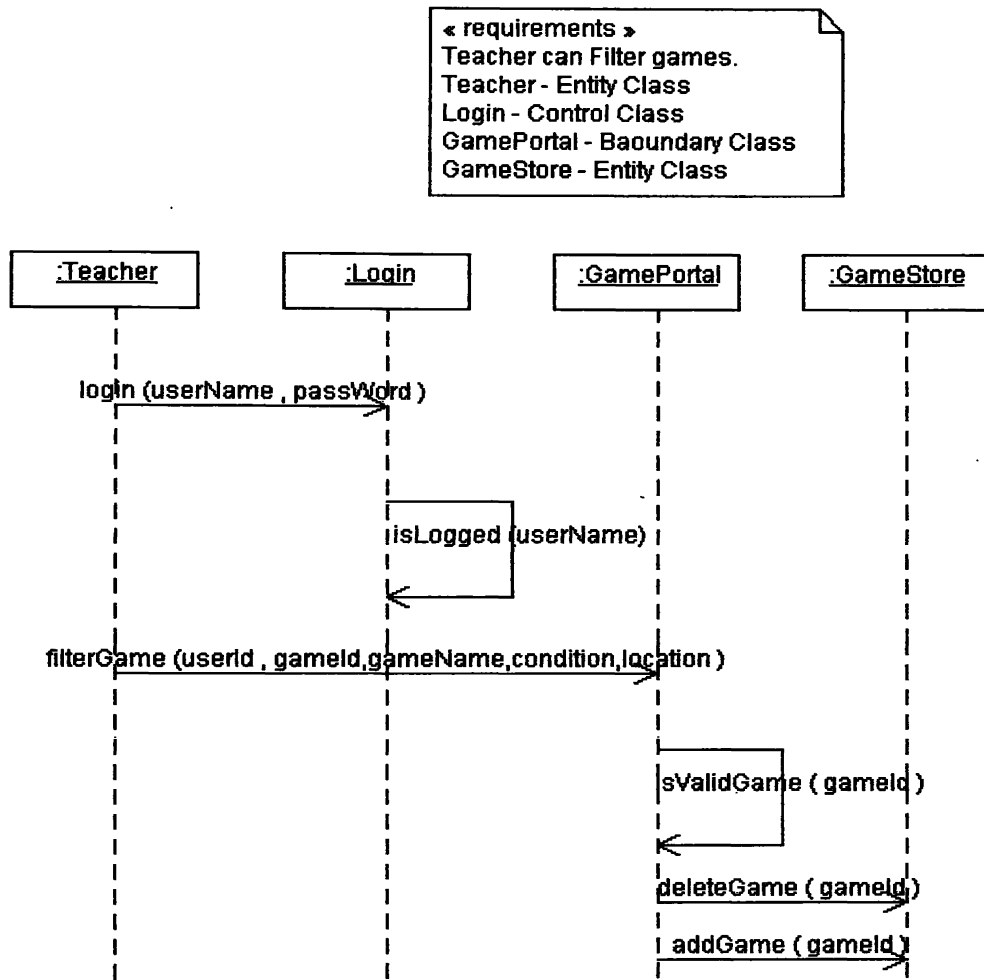 « requirements »
Teacher can Filter games.
Teacher - Entity Class
Login - Control Class
GamePortal - Baoundary Class
GameStore - Entity Class
:Teacher :Login :GamePortal :GameStore
login (userName , passWord )
isLogged (userName)
filterGame (userId , gameId,gameName,condition,location )
isValidGame ( gameId )
deleteGame ( gameId )
addGame ( gameId )